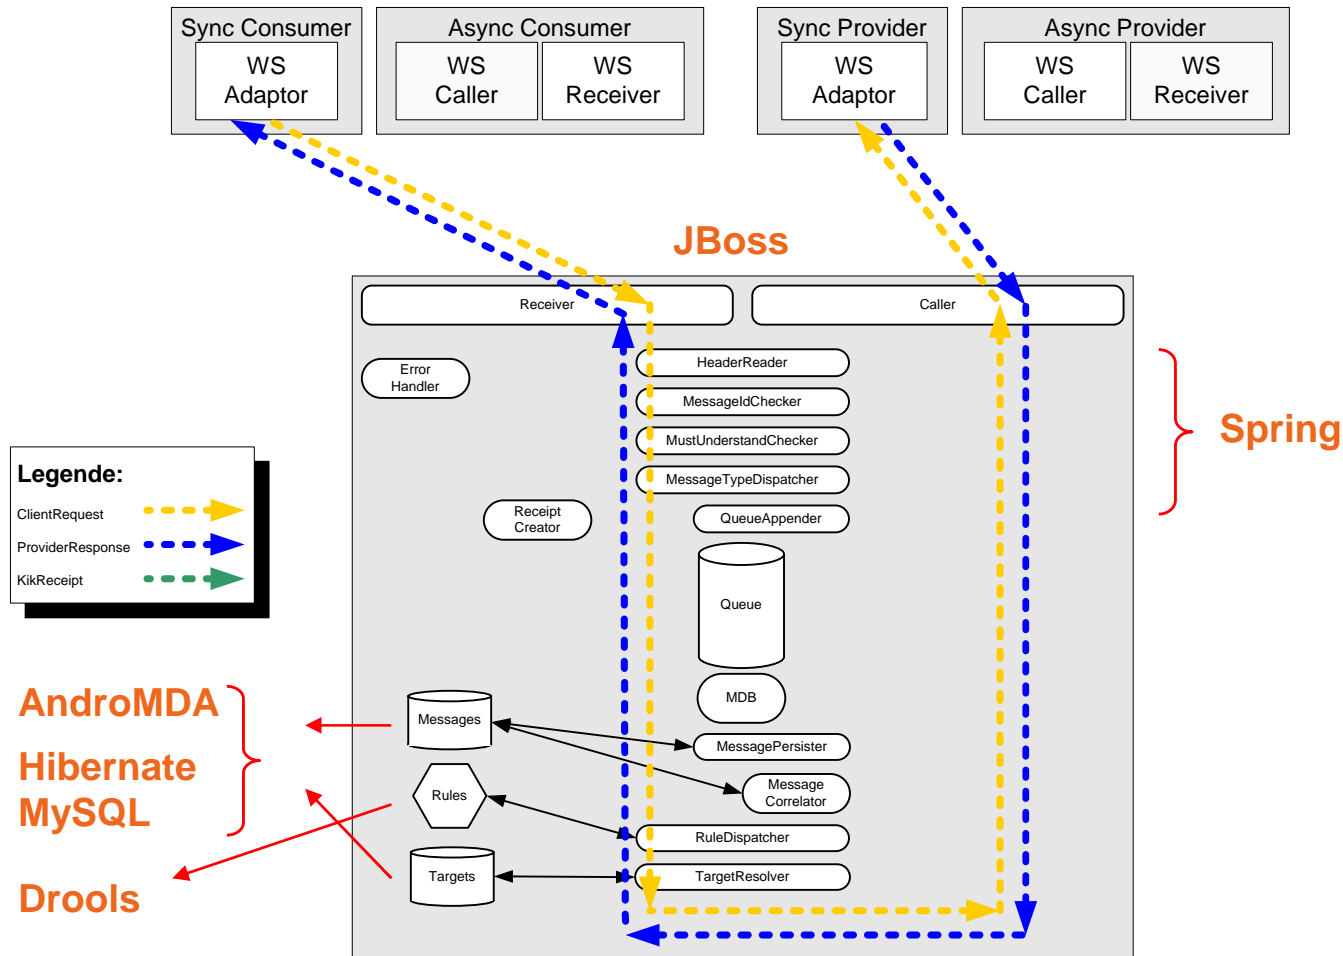 Sync Consumer
WS
Adaptor
Async Consumer
WS
Caller
WS
Receiver
Sync Provider
WS
Adaptor
Async Provider
WS
Caller
WS
Receiver
JBoss
Receiver
Caller
Error
Handler
HeaderReader
MessageIdChecker
MustUnderstandChecker
MessageTypeDispatcher
Spring
Legende:
ClientRequest
ProviderResponse
KikReceipt
Receipt
Creator
QueueAppender
Queue
MDB
AndroMDA
Hibernate
MySQL
Drools
Messages
Rules
Targets
MessagePersister
Message
Correlator
RuleDispatcher
TargetResolver